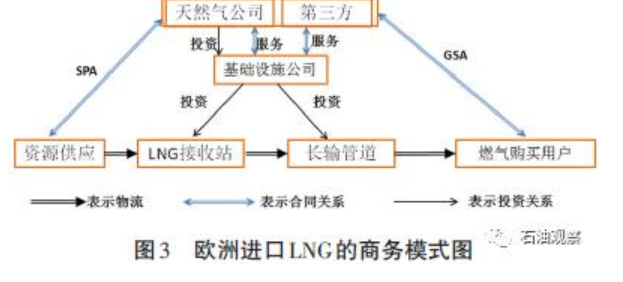 天然气公司 第三方
投资 服务 服务
SPA GSA
基础设施公司
投资 投资
资源供应 LNG接收站 长输管道 燃气购买用户
表示物流 表示合同关系 表示投资关系
图3 欧洲进口LNG的商务模式图
石油观察